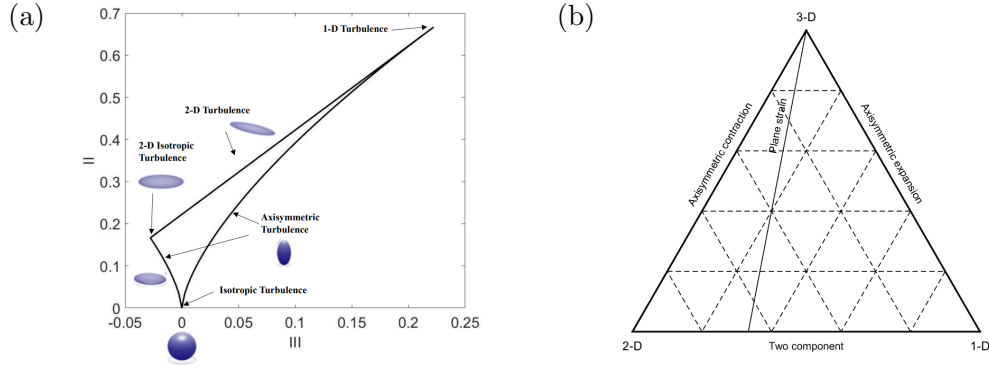 (a)
0.7
0.6
0.5
0.4
0.3
0.2
0.1
0
II
-0.05
0
0.05
0.1
0.15
0.2
0.25
III
1-D Turbulence
2-D Turbulence
2-D Isotropic
Turbulence
Axisymmetric
Turbulence
Isotropic Turbulence
(b)
3-D
Axisymmetric contraction
Plane strain
Axisymmetric expansion
2-D
Two component
1-D